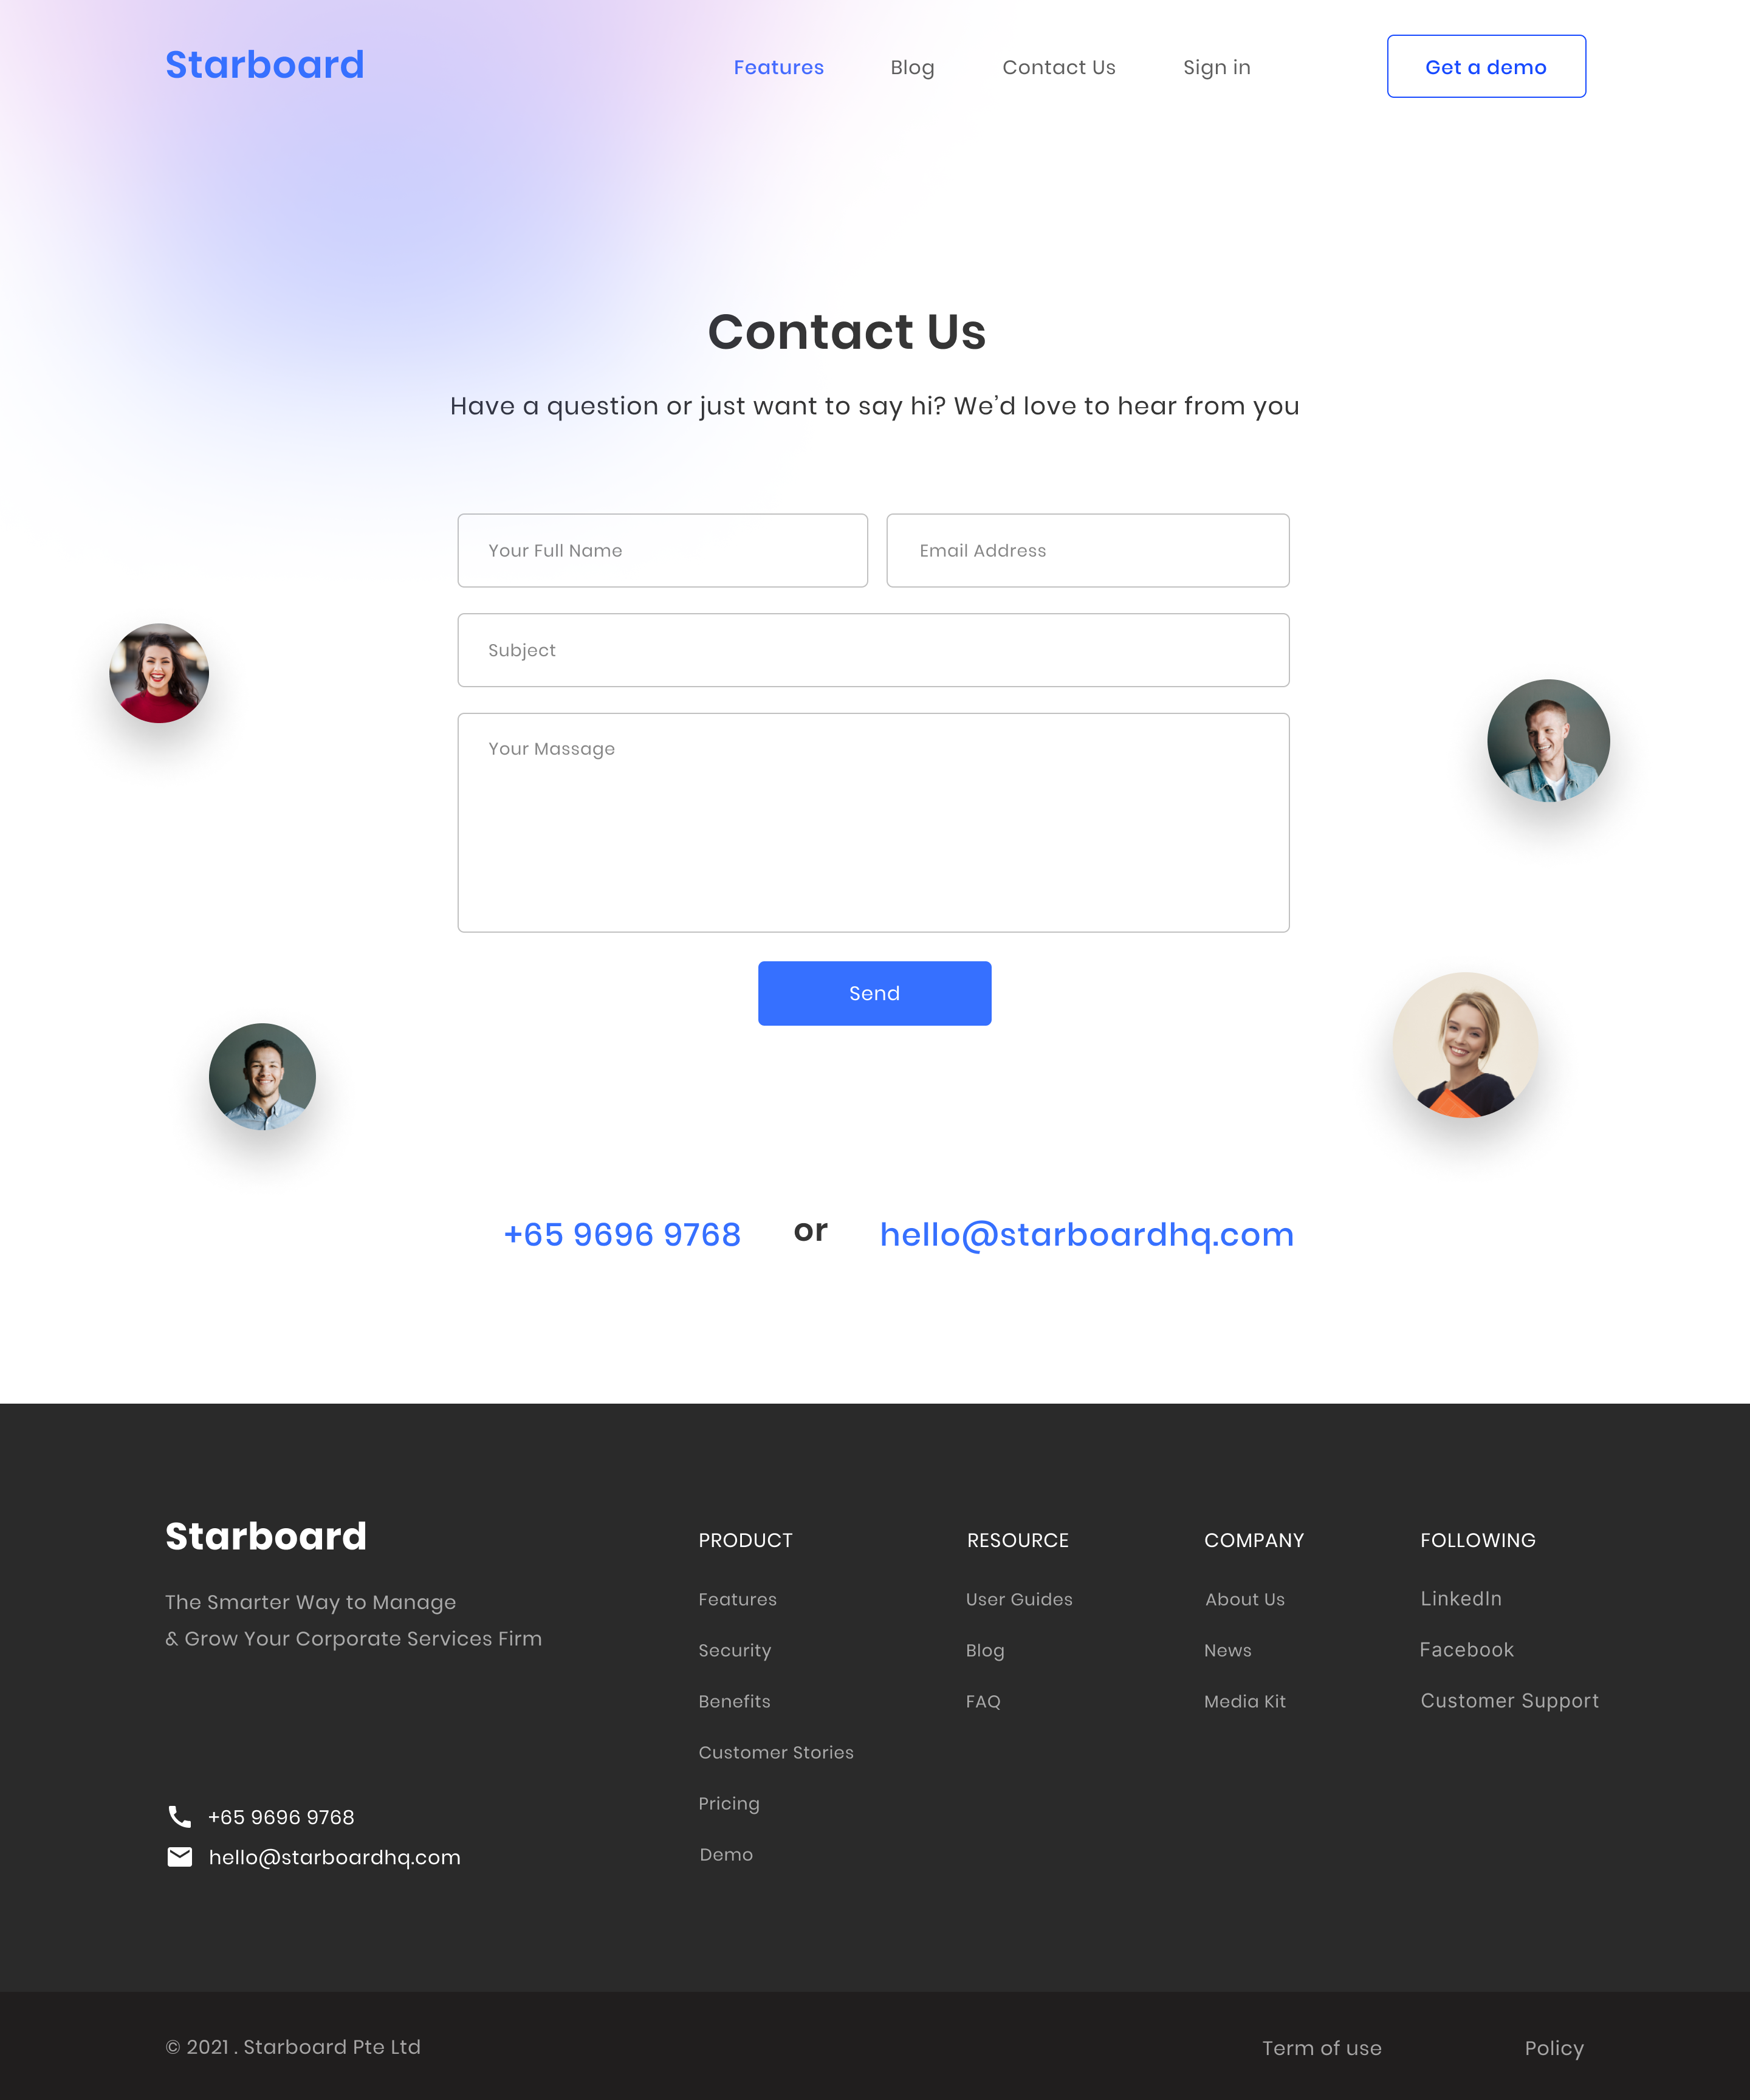 Starboard
Features
Blog
Contact Us
Sign in
Get a demo
Contact Us
Have a question or just want to say hi? We’d love to hear from you
Your Full Name
Email Address
Subject
Your Massage
Send
+65 9696 9768
or
hello@starboardhq.com
Starboard
The Smarter Way to Manage
& Grow Your Corporate Services Firm
+65 9696 9768
hello@starboardhq.com
PRODUCT
Features
Security
Benefits
Customer Stories
Pricing
Demo
RESOURCE
User Guides
Blog
FAQ
COMPANY
About Us
News
Media Kit
FOLLOWING
LinkedIn
Facebook
Customer Support
© 2021 . Starboard Pte Ltd
Term of use
Policy